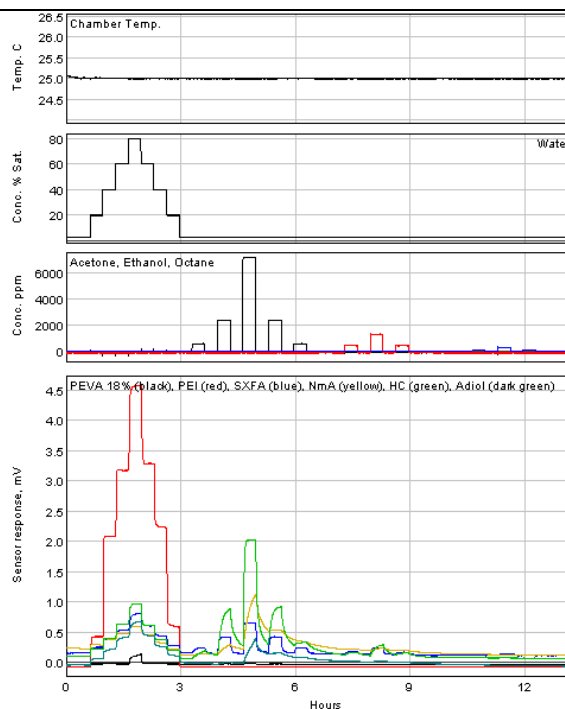 26.5
Chamber Temp.
26.0
25.5
25.0
24.5
Temp. C
80
Wate
60
40
20
Conc. % Sat.
Acetone, Ethanol, Octane
6000
4000
2000
0
Conc. ppm
PEVA 18% (black), PEI (red), SXFA (blue), NmA (yellow), HC (green), Adiol (dark green)
4.5
4.0
3.5
3.0
2.5
2.0
1.5
1.0
0.5
0.0
Sensor response, mV
0 3 6 9 12
Hours